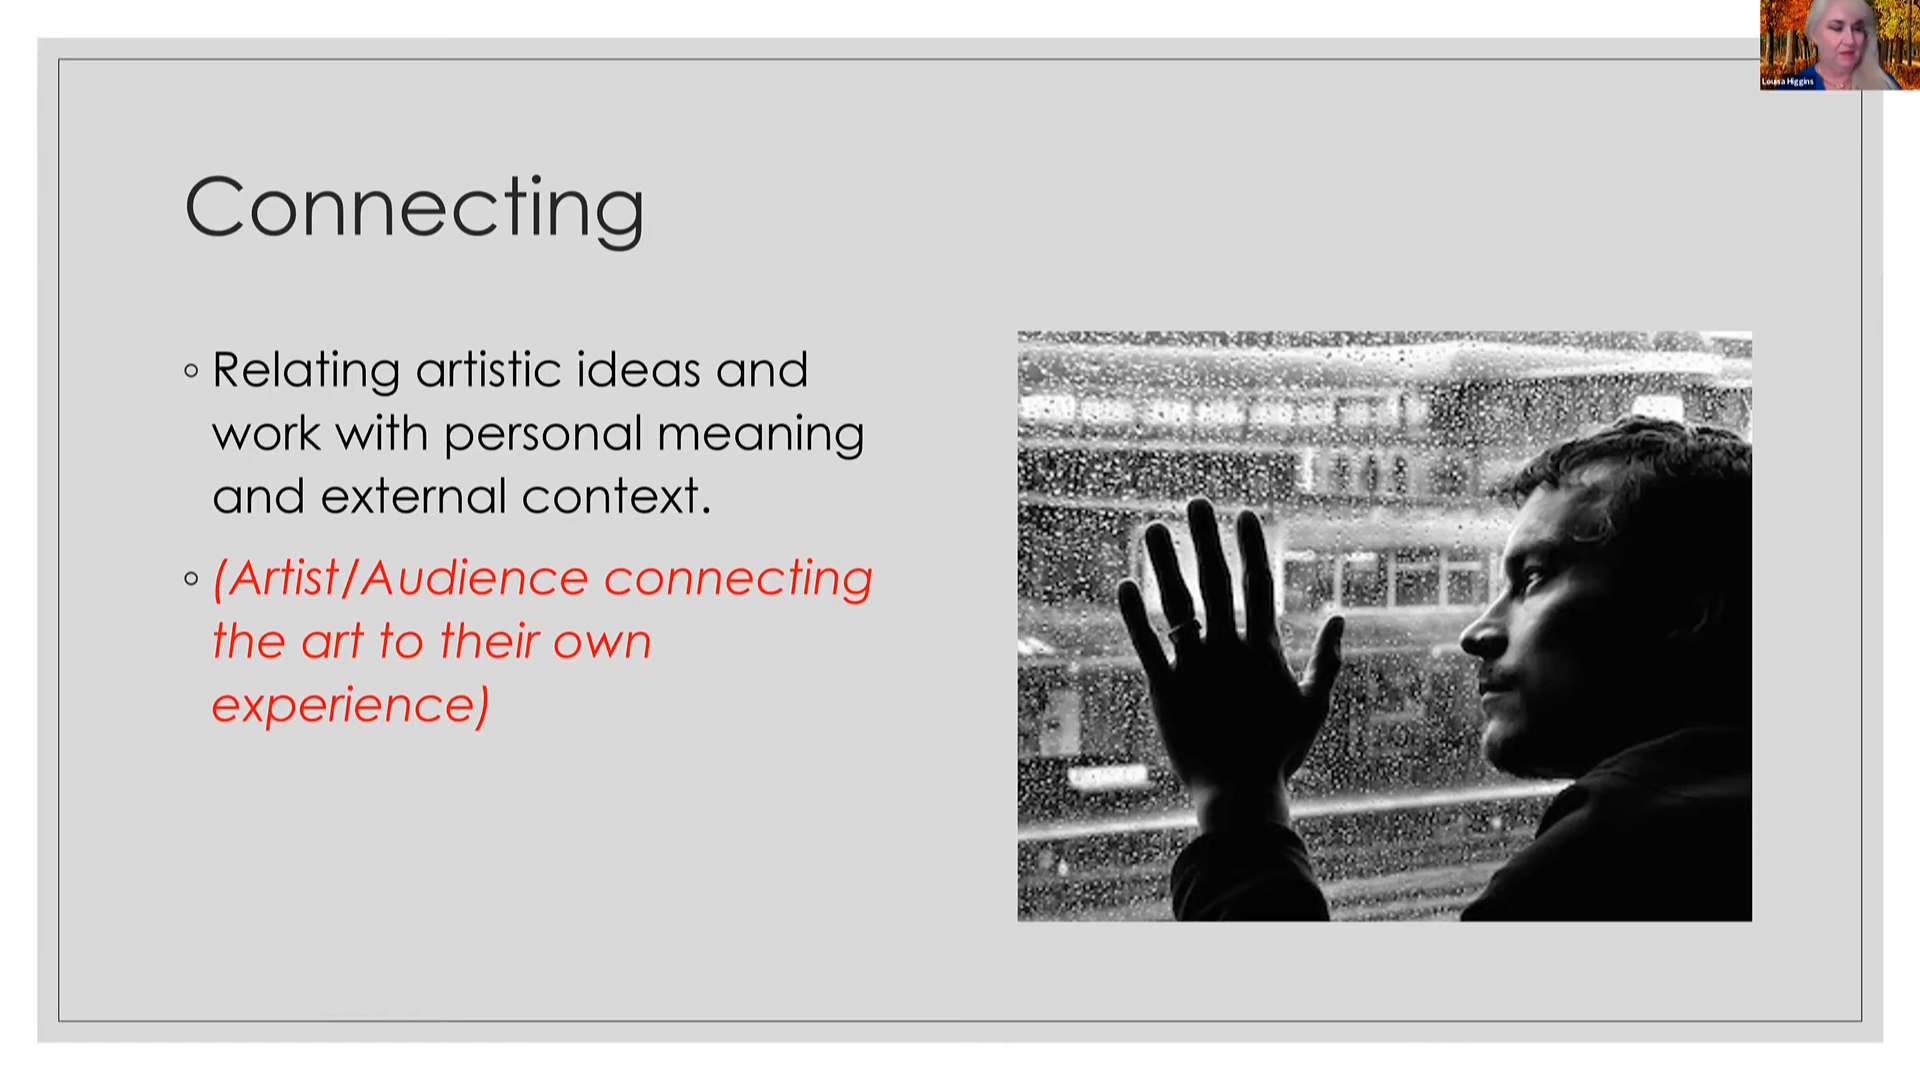 Louisa Higgins
Connecting
Relating artistic ideas and
work with personal meaning
and external context.
(Artist/Audience connecting
the art to their own
experience)